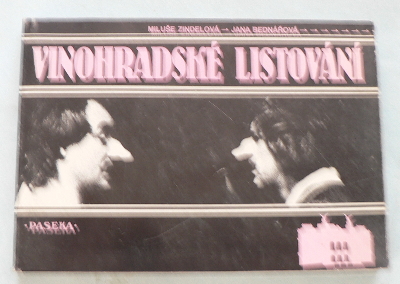 MILUŠE ZINDELOVÁ → JANA BEDNÁŘOVÁ → → → → → →
VINOHRADSKÉ LISTOVÁNÍ
·PASEKA·